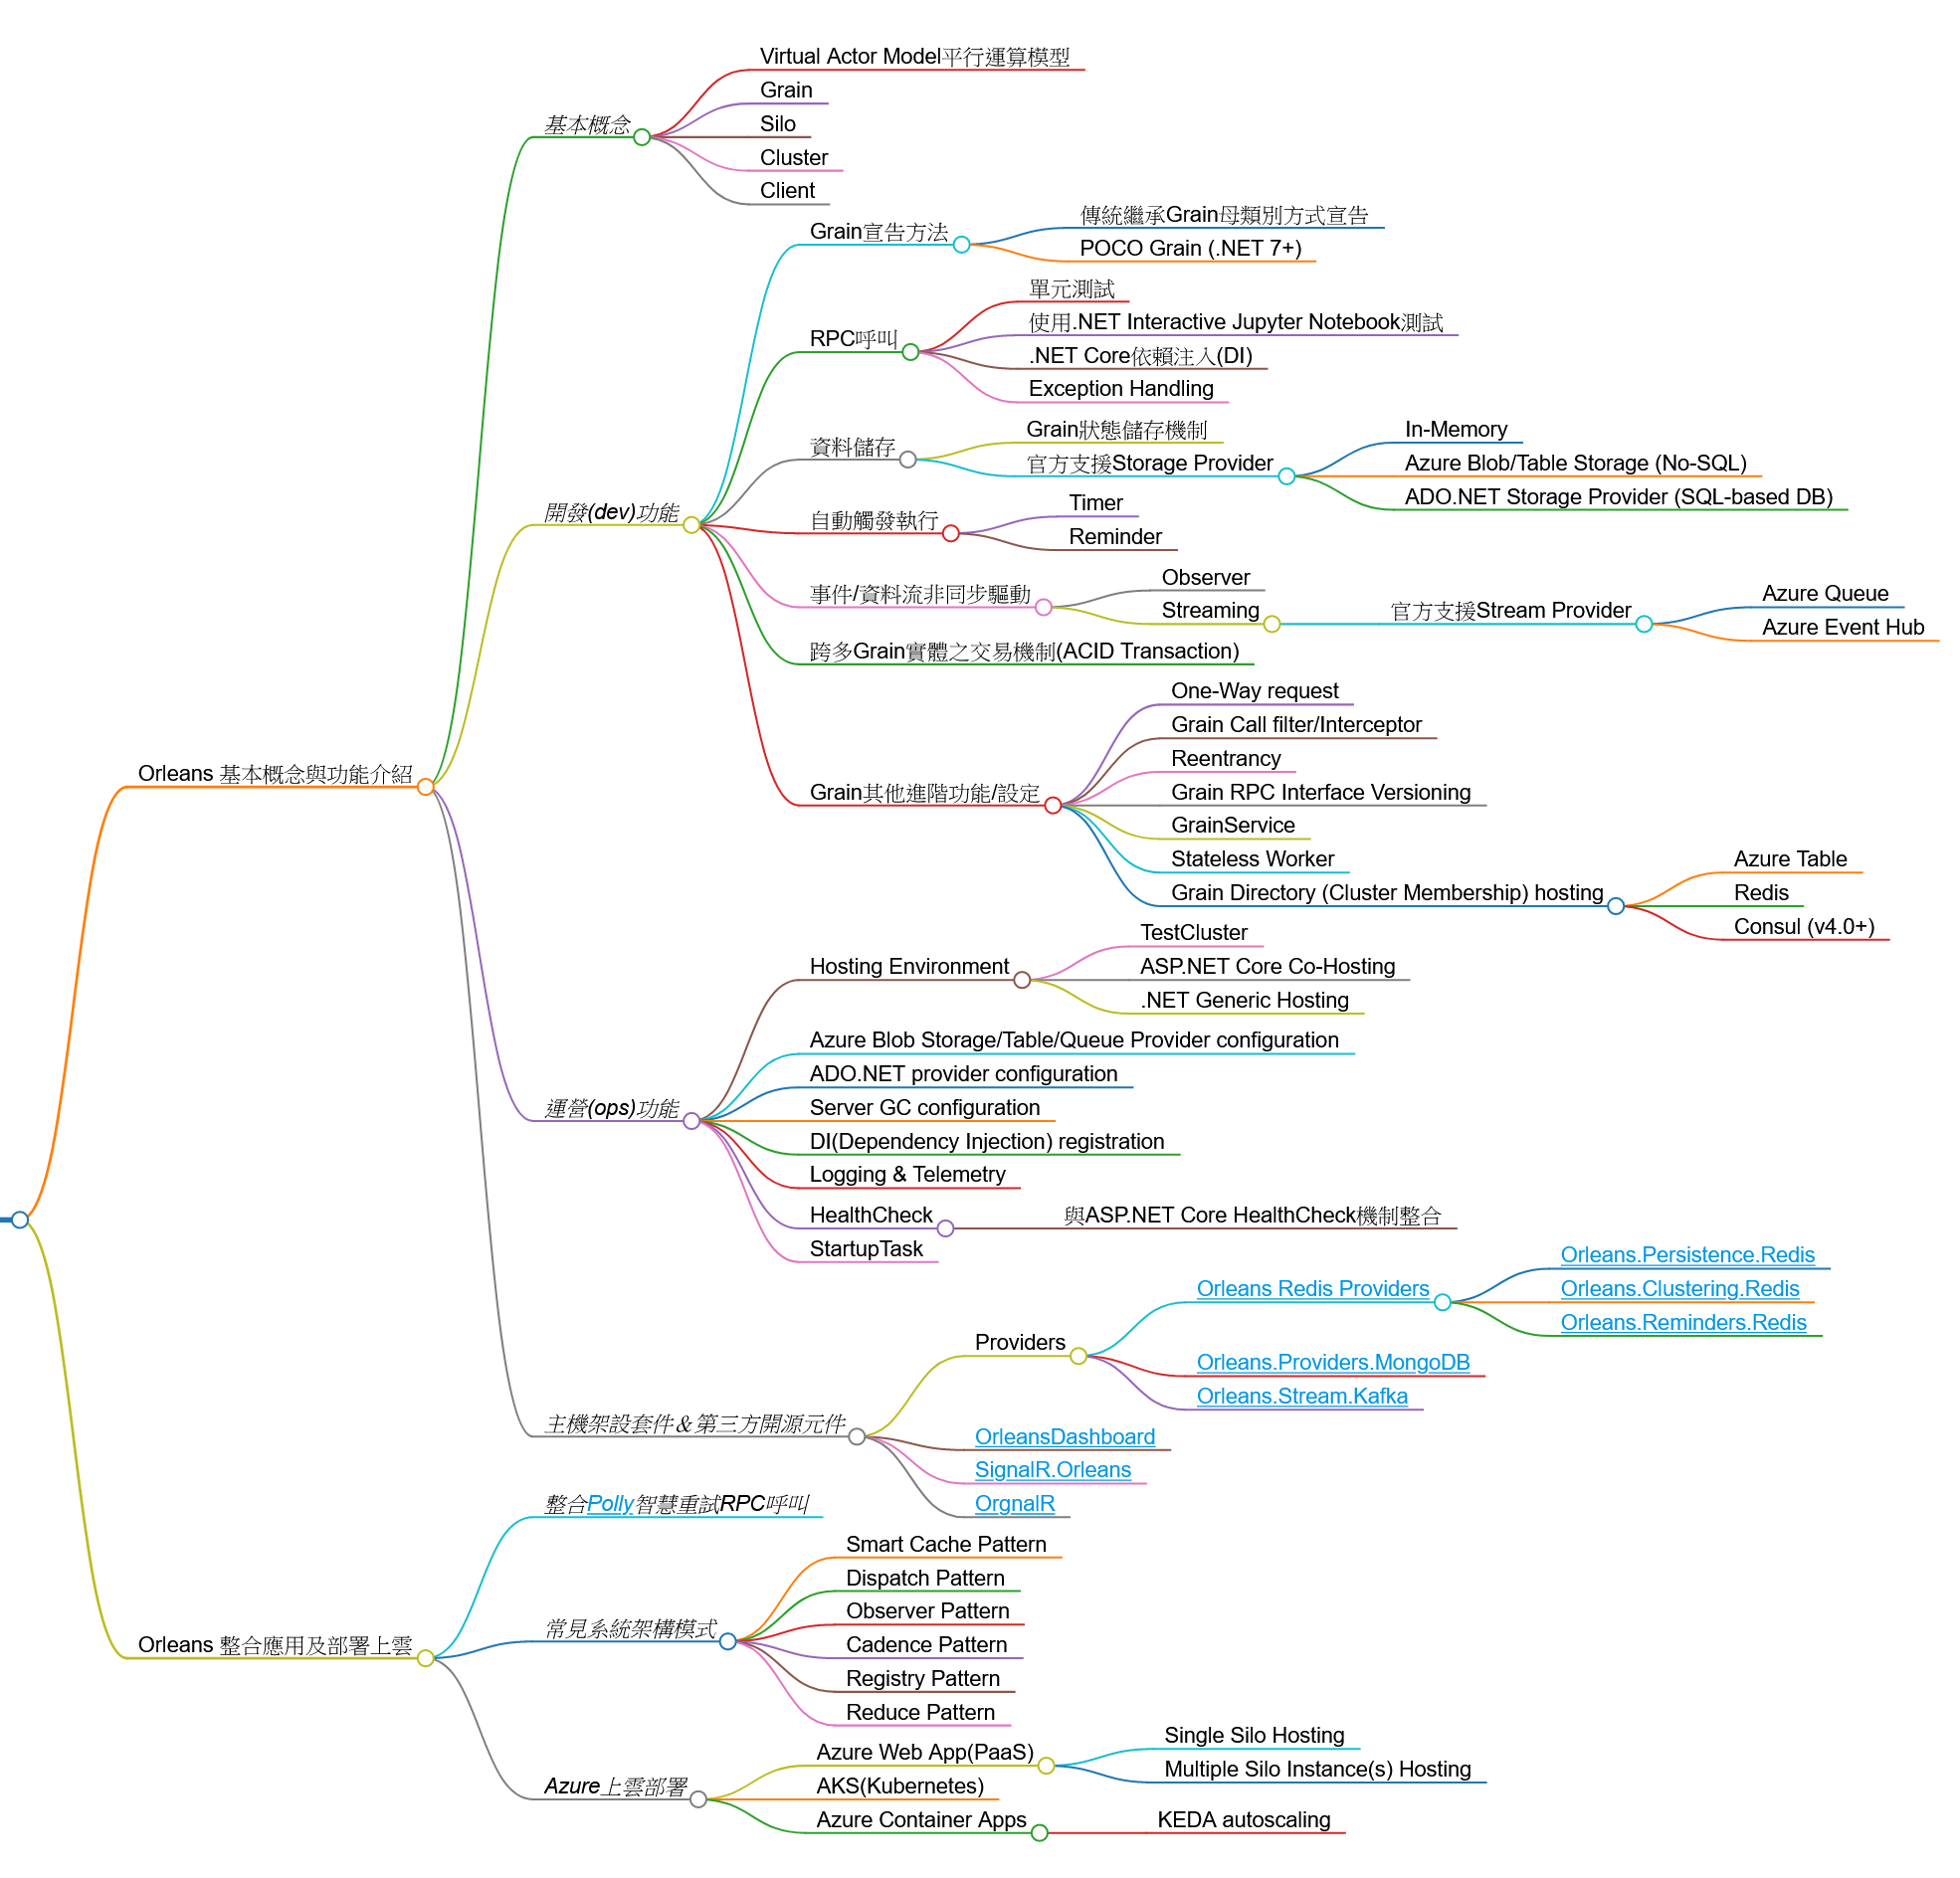 Virtual Actor Model平行運算模型
Grain
基本概念
Silo
Cluster
Client
傳統繼承Grain母類別方式宣告
Grain宣告方法
POCO Grain (.NET 7+)
單元測試
使用.NET Interactive Jupyter Notebook測試
RPC呼叫
.NET Core依賴注入(DI)
Exception Handling
Grain狀態儲存機制
In-Memory
資料儲存
官方支援Storage Provider
Azure Blob/Table Storage (No-SQL)
ADO.NET Storage Provider (SQL-based DB)
開發(dev)功能
Timer
自動觸發執行
Reminder
Observer
事件/資料流非同步驅動
Streaming
官方支援Stream Provider
Azure Queue
Azure Event Hub
跨多Grain實體之交易機制(ACID Transaction)
One-Way request
Grain Call filter/Interceptor
Reentrancy
Orleans 基本概念與功能介紹
Grain其他進階功能/設定
Grain RPC Interface Versioning
GrainService
Stateless Worker
Grain Directory (Cluster Membership) hosting
Azure Table
Redis
Consul (v4.0+)
TestCluster
Hosting Environment
ASP.NET Core Co-Hosting
.NET Generic Hosting
Azure Blob Storage/Table/Queue Provider configuration
ADO.NET provider configuration
運營(ops)功能
Server GC configuration
DI(Dependency Injection) registration
Logging & Telemetry
HealthCheck
與ASP.NET Core HealthCheck機制整合
StartupTask
Orleans.Persistence.Redis
Orleans Redis Providers
Orleans.Clustering.Redis
Orleans.Reminders.Redis
Providers
Orleans.Providers.MongoDB
Orleans.Stream.Kafka
主機架設套件＆第三方開源元件
OrleansDashboard
SignalR.Orleans
OrgnalR
整合Polly智慧重試RPC呼叫
Smart Cache Pattern
Dispatch Pattern
Observer Pattern
常見系統架構模式
Orleans 整合應用及部署上雲
Cadence Pattern
Registry Pattern
Reduce Pattern
Single Silo Hosting
Azure Web App(PaaS)
Multiple Silo Instance(s) Hosting
Azure上雲部署
AKS(Kubernetes)
Azure Container Apps
KEDA autoscaling